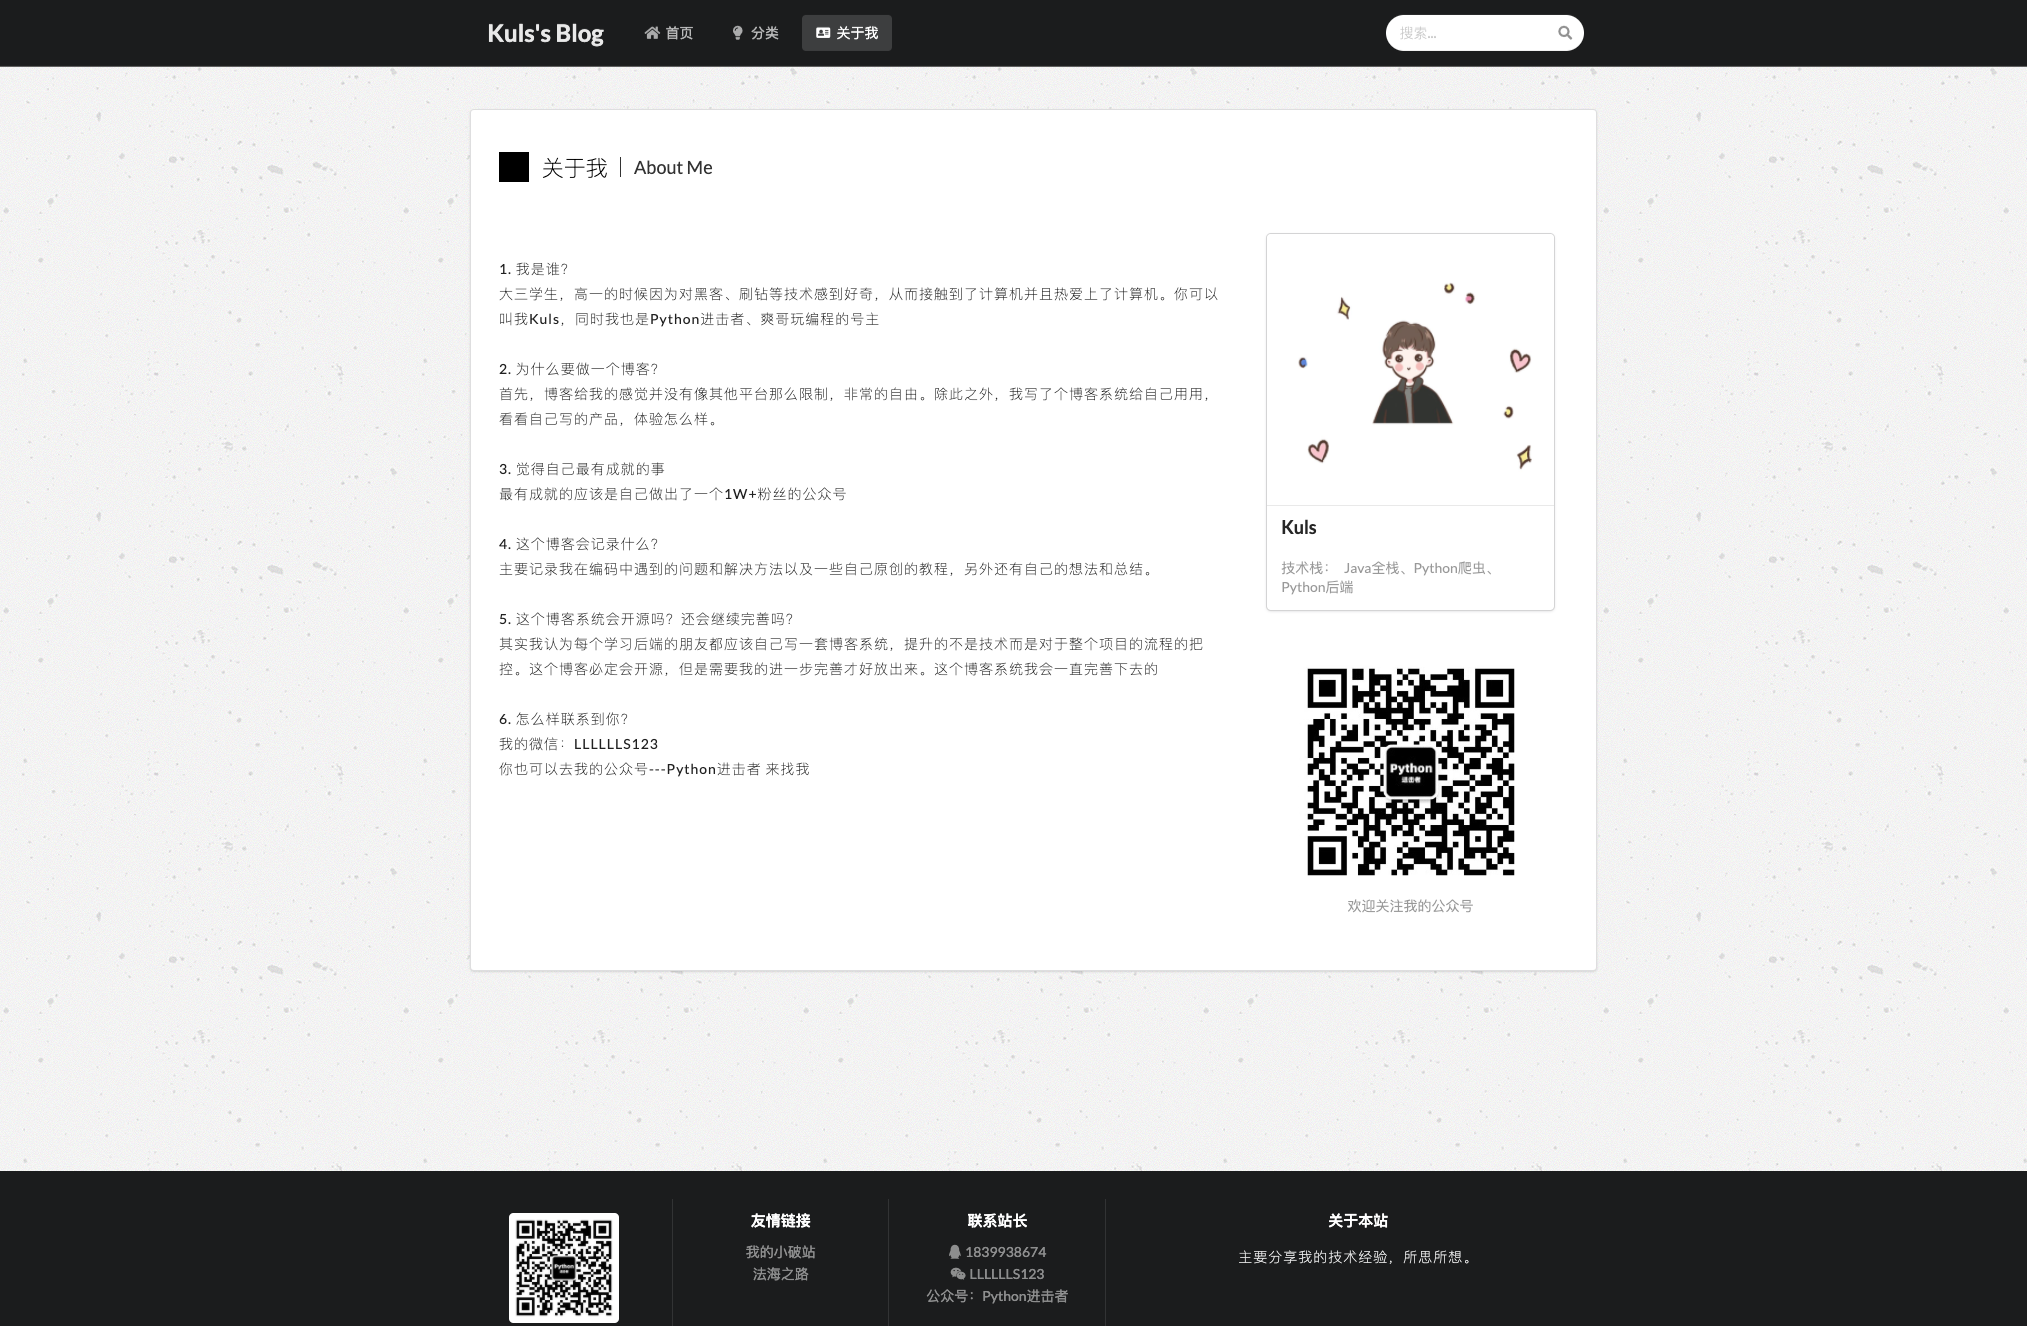 Kuls's Blog
首页
分类
关于我
搜索...
关于我
About Me
1. 我是谁？
大三学生，高一的时候因为对黑客、刷钻等技术感到好奇，从而接触到了计算机并且热爱上了计算机。你可以
叫我Kuls，同时我也是Python进击者、爽哥玩编程的号主
2. 为什么要做一个博客？
首先，博客给我的感觉并没有像其他平台那么限制，非常的自由。除此之外，我写了个博客系统给自己用用，
看看自己写的产品，体验怎么样。
3. 觉得自己最有成就的事
最有成就的应该是自己做出了一个1W+粉丝的公众号
4. 这个博客会记录什么？
主要记录我在编码中遇到的问题和解决方法以及一些自己原创的教程，另外还有自己的想法和总结。
5. 这个博客系统会开源吗？还会继续完善吗？
其实我认为每个学习后端的朋友都应该自己写一套博客系统，提升的不是技术而是对于整个项目的流程的把
控。这个博客必定会开源，但是需要我的进一步完善才好放出来。这个博客系统我会一直完善下去的
6. 怎么样联系到你？
我的微信：LLLLLLS123
你也可以去我的公众号---Python进击者 来找我
Kuls
技术栈： Java全栈、Python爬虫、
Python后端
Python
进击者
欢迎关注我的公众号
Python
友情链接
我的小破站
法海之路
联系站长
1839938674
LLLLLLS123
公众号：Python进击者
关于本站
主要分享我的技术经验，所思所想。